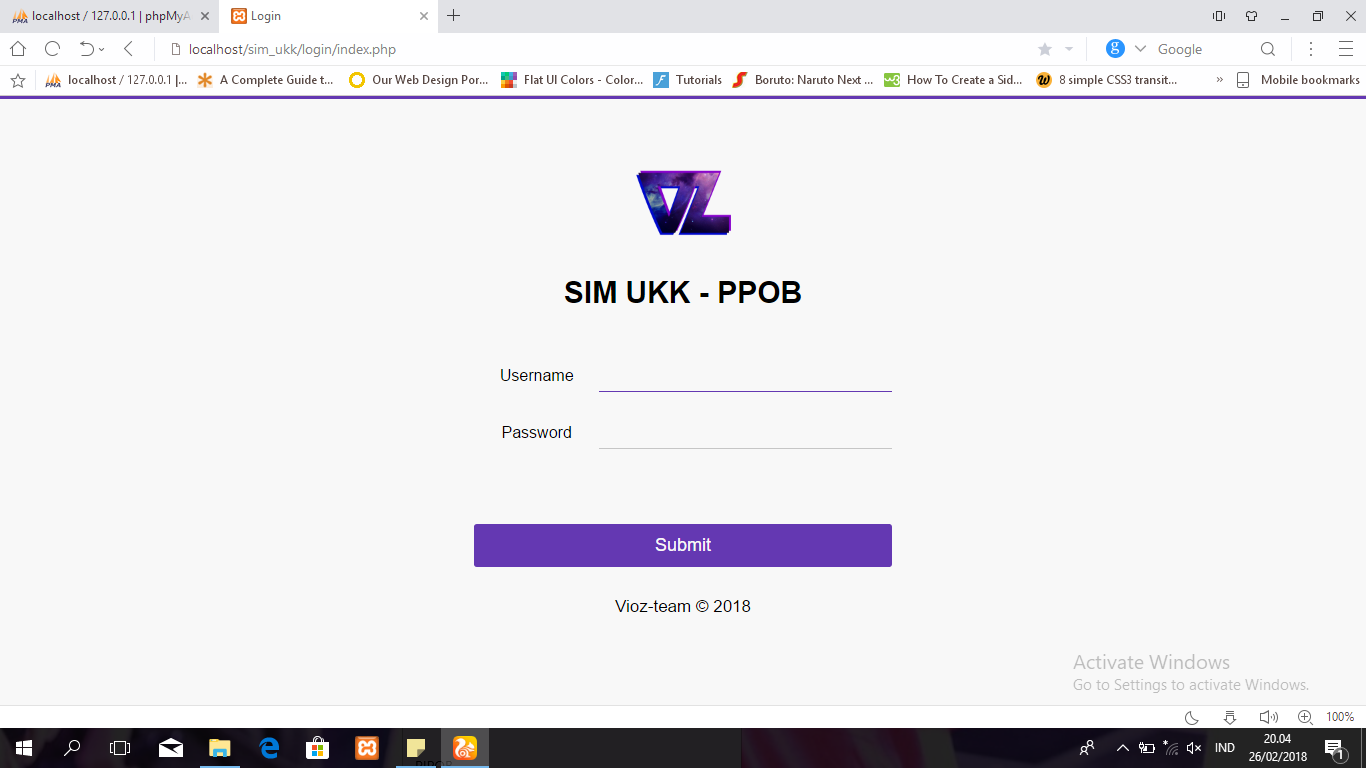 localhost / 127.0.0.1 | phpMyA
Login
localhost/sim_ukk/login/index.php
Google
localhost / 127.0.0.1 |...
A Complete Guide t...
Our Web Design Por...
Flat UI Colors - Color...
Tutorials
Boruto: Naruto Next ...
How To Create a Sid...
8 simple CSS3 transit...
»
Mobile bookmarks
VL
SIM UKK - PPOB
Username
Password
Submit
Vioz-team © 2018
Activate Windows
Go to Settings to activate Windows.
100%
IND
20.04
26/02/2018
1